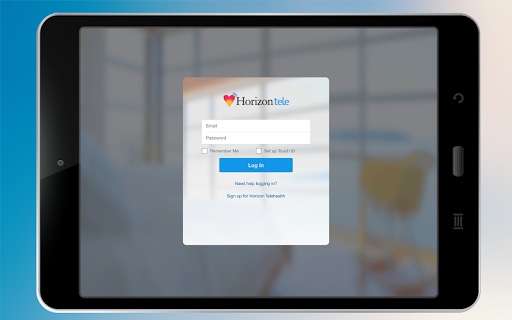 Horizon tele
Email
Password
Remember Me Set up Touch ID
Log In
Need help logging in?
Sign up for Horizon Telehealth